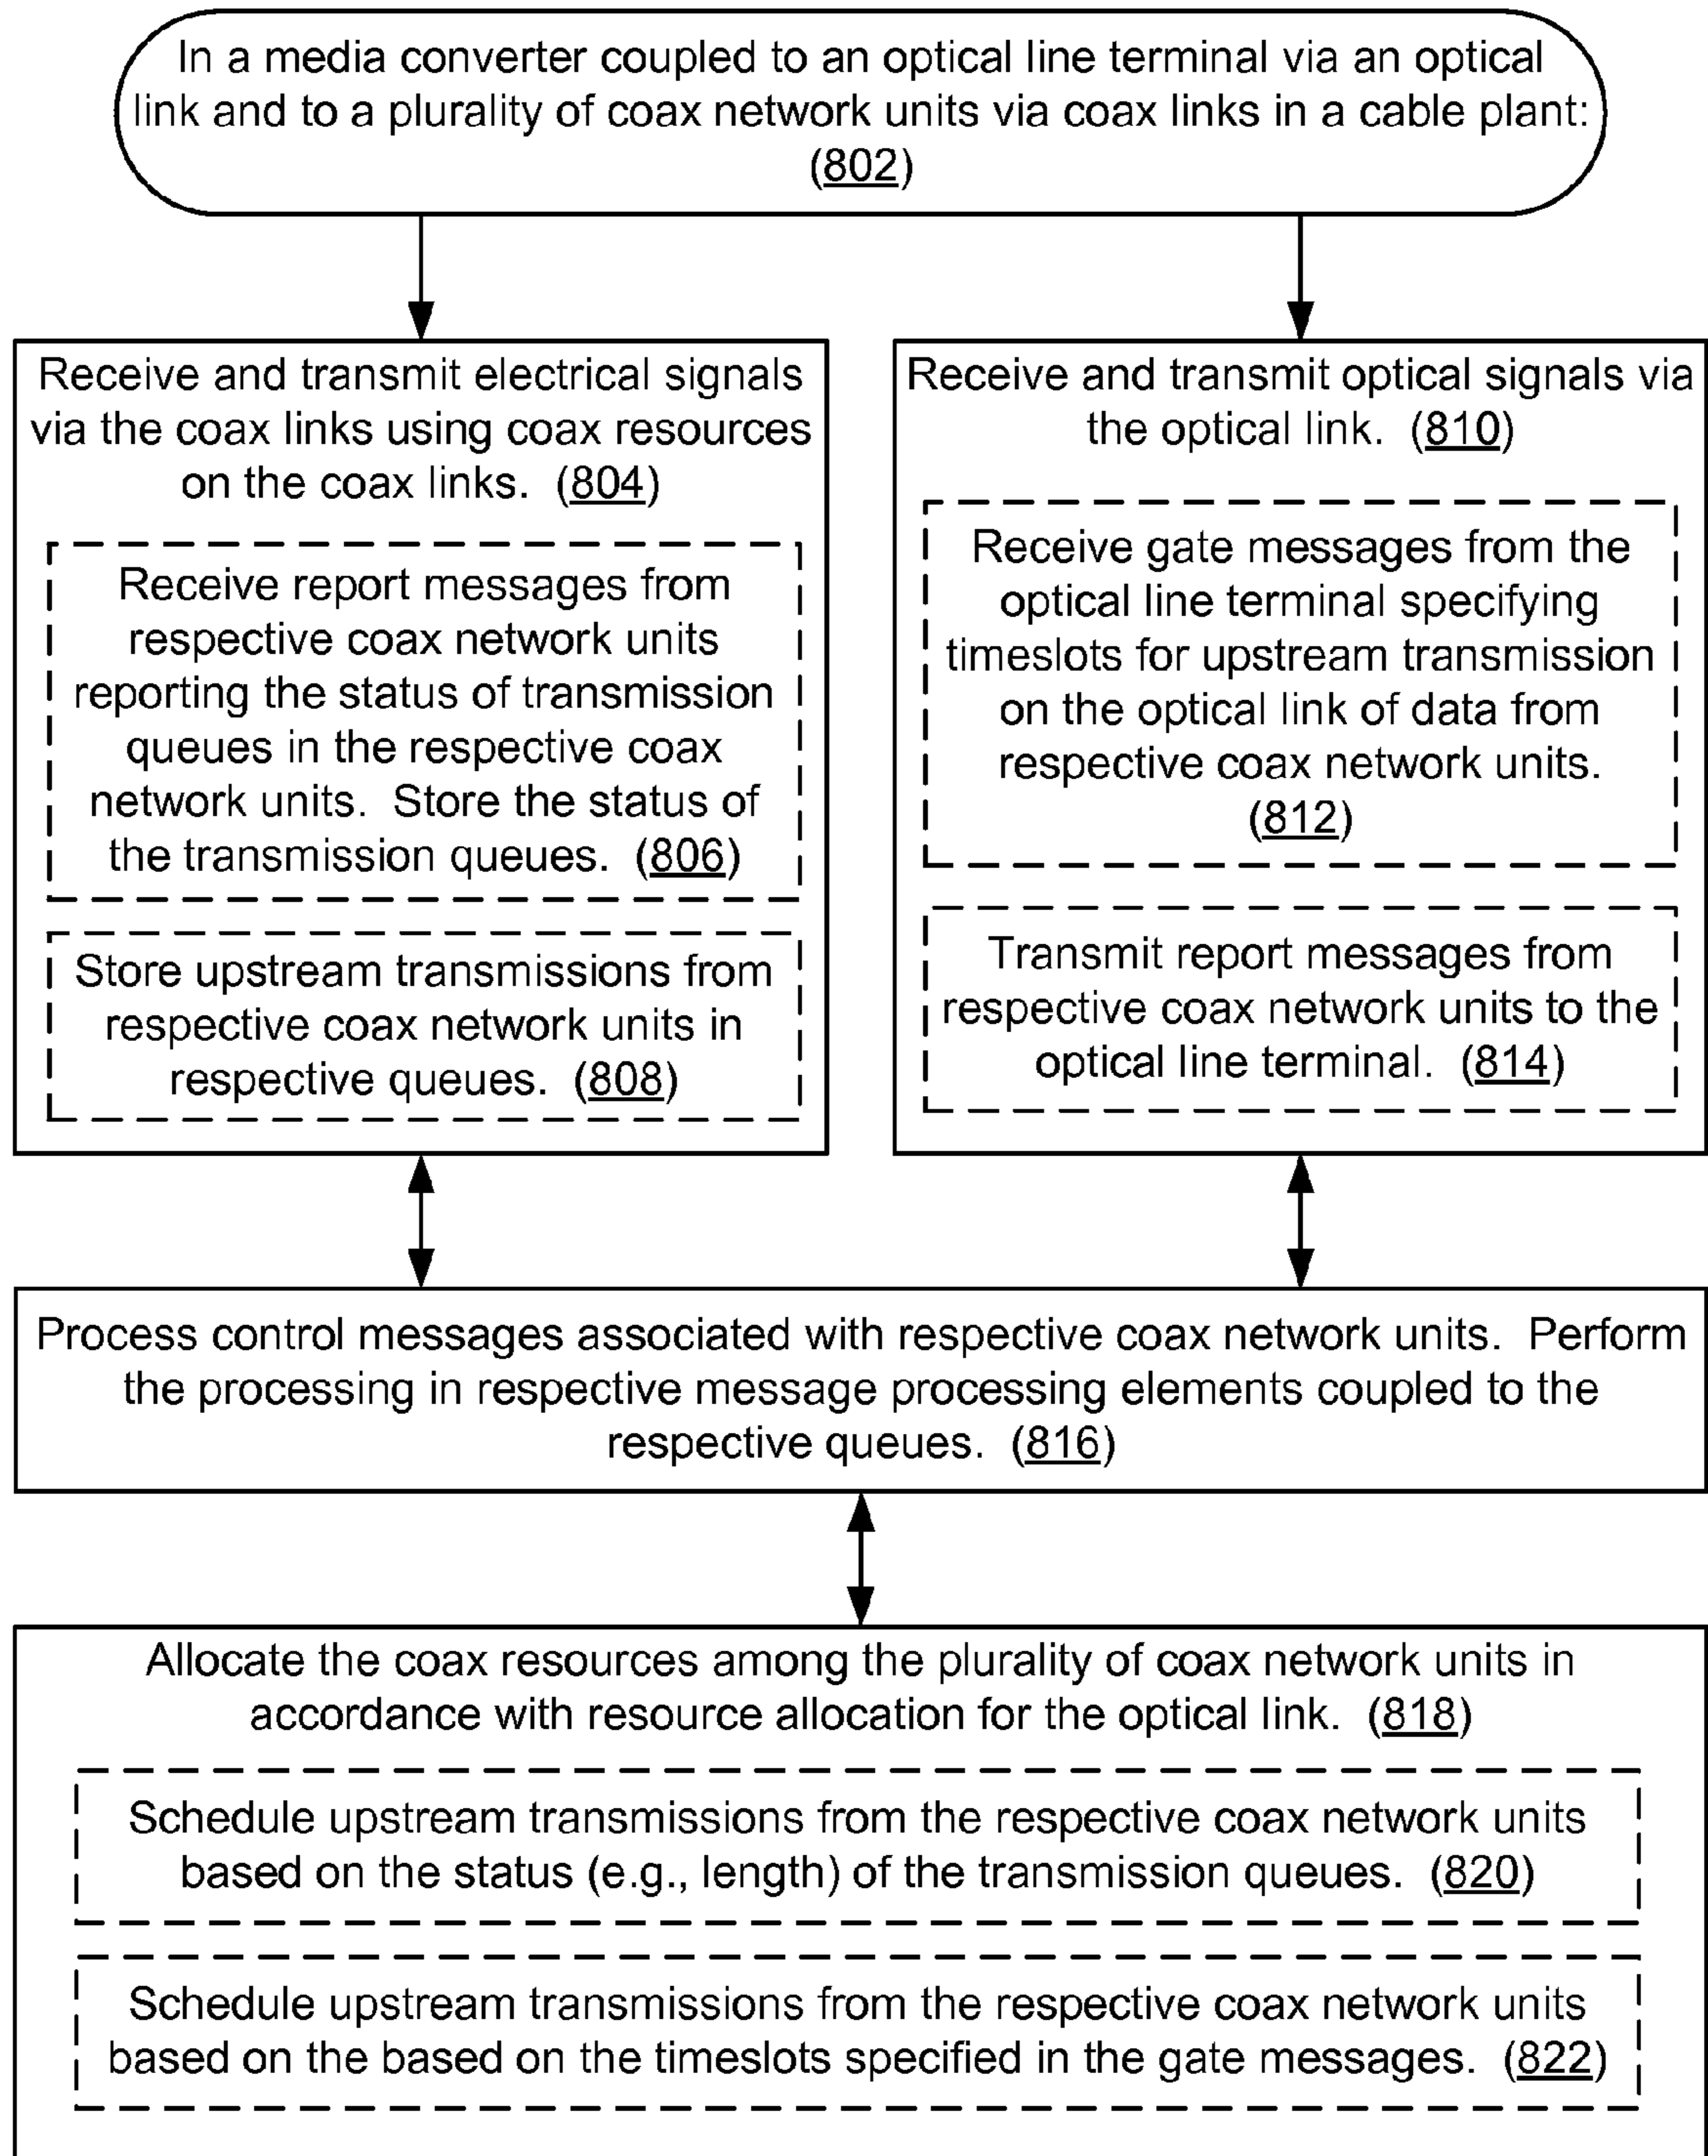 In a media converter coupled to an optical line terminal via an optical
link and to a plurality of coax network units via coax links in a cable plant:
(802)
Receive and transmit electrical signals
via the coax links using coax resources
on the coax links. (804)
Receive report messages from
respective coax network units
reporting the status of transmission
queues in the respective coax
network units. Store the status of
the transmission queues. (806)
Store upstream transmissions from
respective coax network units in
respective queues. (808)
Receive and transmit optical signals via
the optical link. (810)
Receive gate messages from the
optical line terminal specifying
timeslots for upstream transmission
on the optical link of data from
respective coax network units.
(812)
Transmit report messages from
respective coax network units to the
optical line terminal. (814)
Process control messages associated with respective coax network units. Perform
the processing in respective message processing elements coupled to the
respective queues. (816)
Allocate the coax resources among the plurality of coax network units in
accordance with resource allocation for the optical link. (818)
Schedule upstream transmissions from the respective coax network units
based on the status (e.g., length) of the transmission queues. (820)
Schedule upstream transmissions from the respective coax network units
based on the based on the timeslots specified in the gate messages. (822)